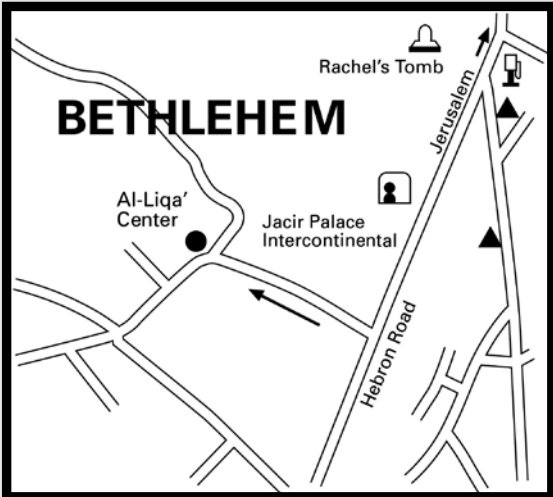 Rachel's Tomb
Jerusalem
BETHLEHEM
Al-Liqa'
Center
Jacir Palace
Intercontinental
Hebron Road